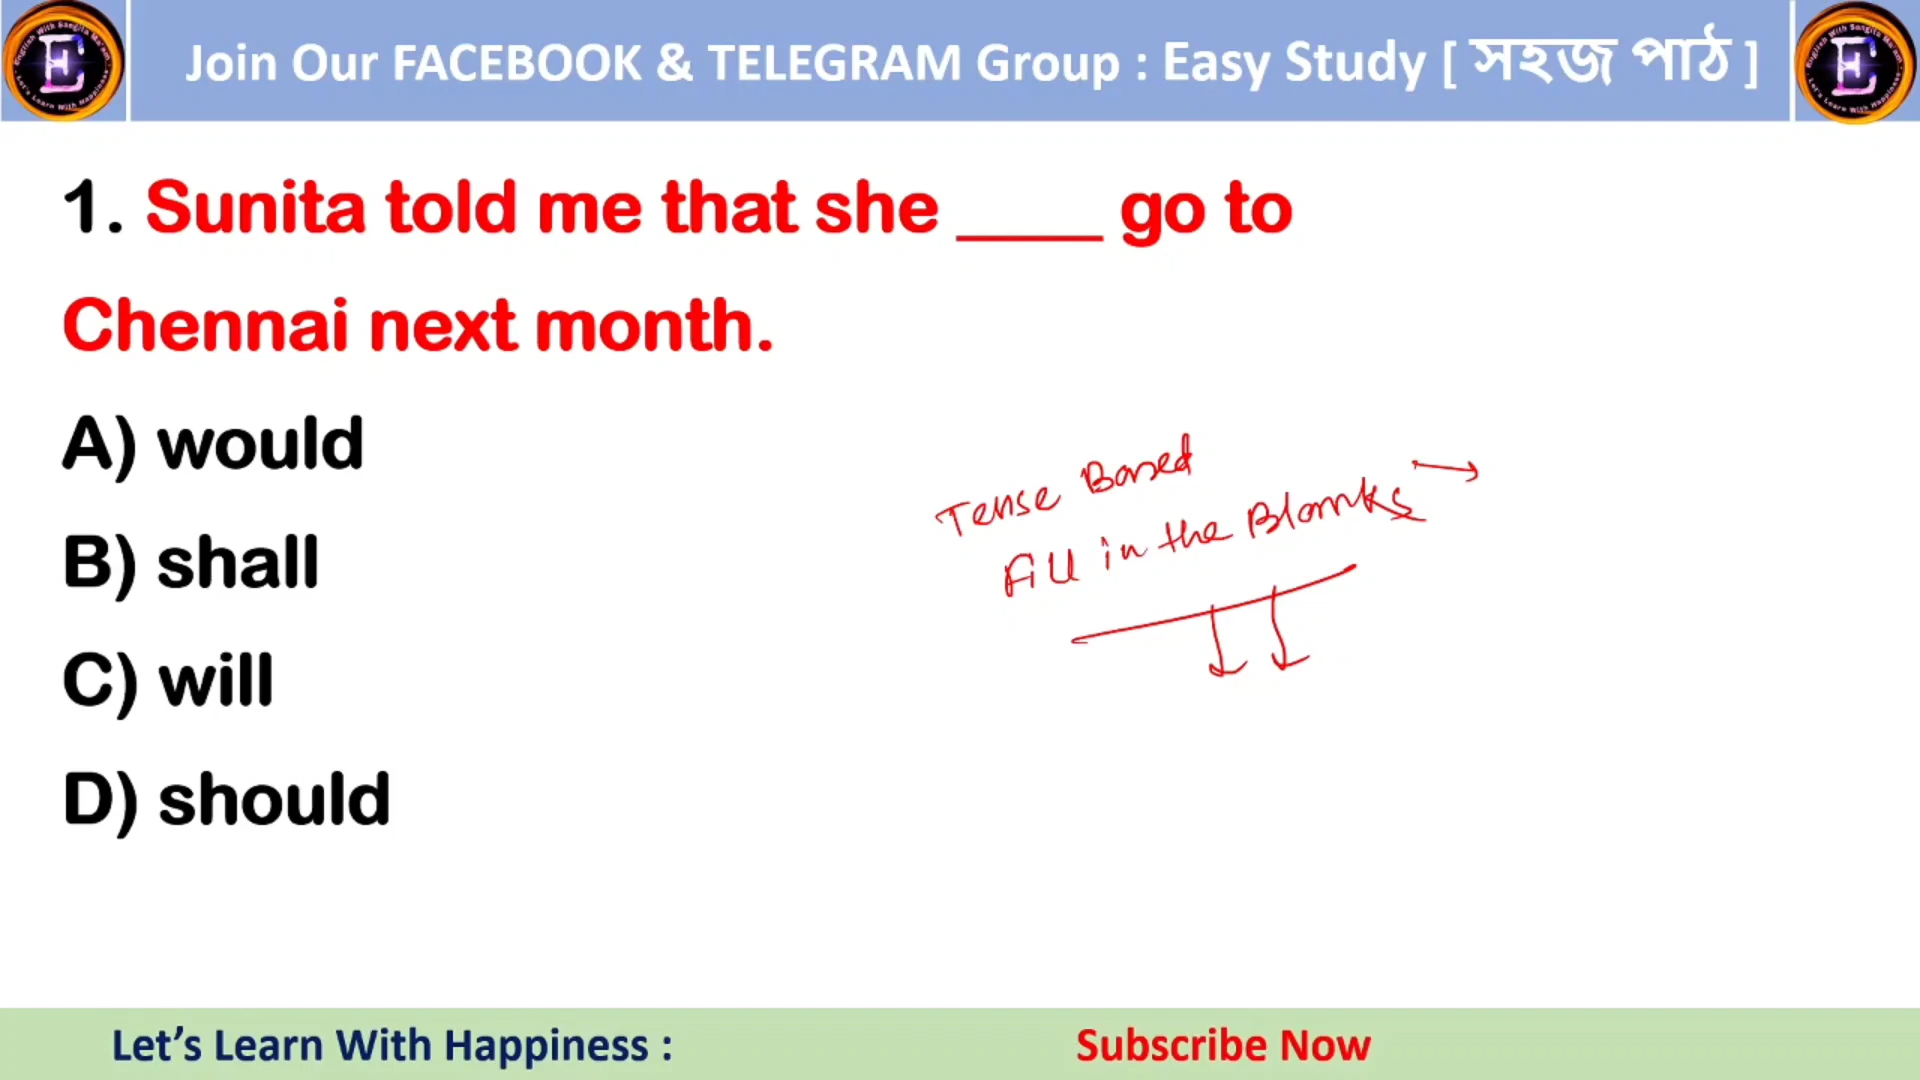 Join Our FACEBOOK & TELEGRAM Group : Easy Study [ সহজ পাঠ ]
1. Sunita told me that she ____ go to
Chennai next month.
A) would
B) shall
C) will
D) should
Tense Based
Fill in the Blanks
Let's Learn With Happiness :
Subscribe Now